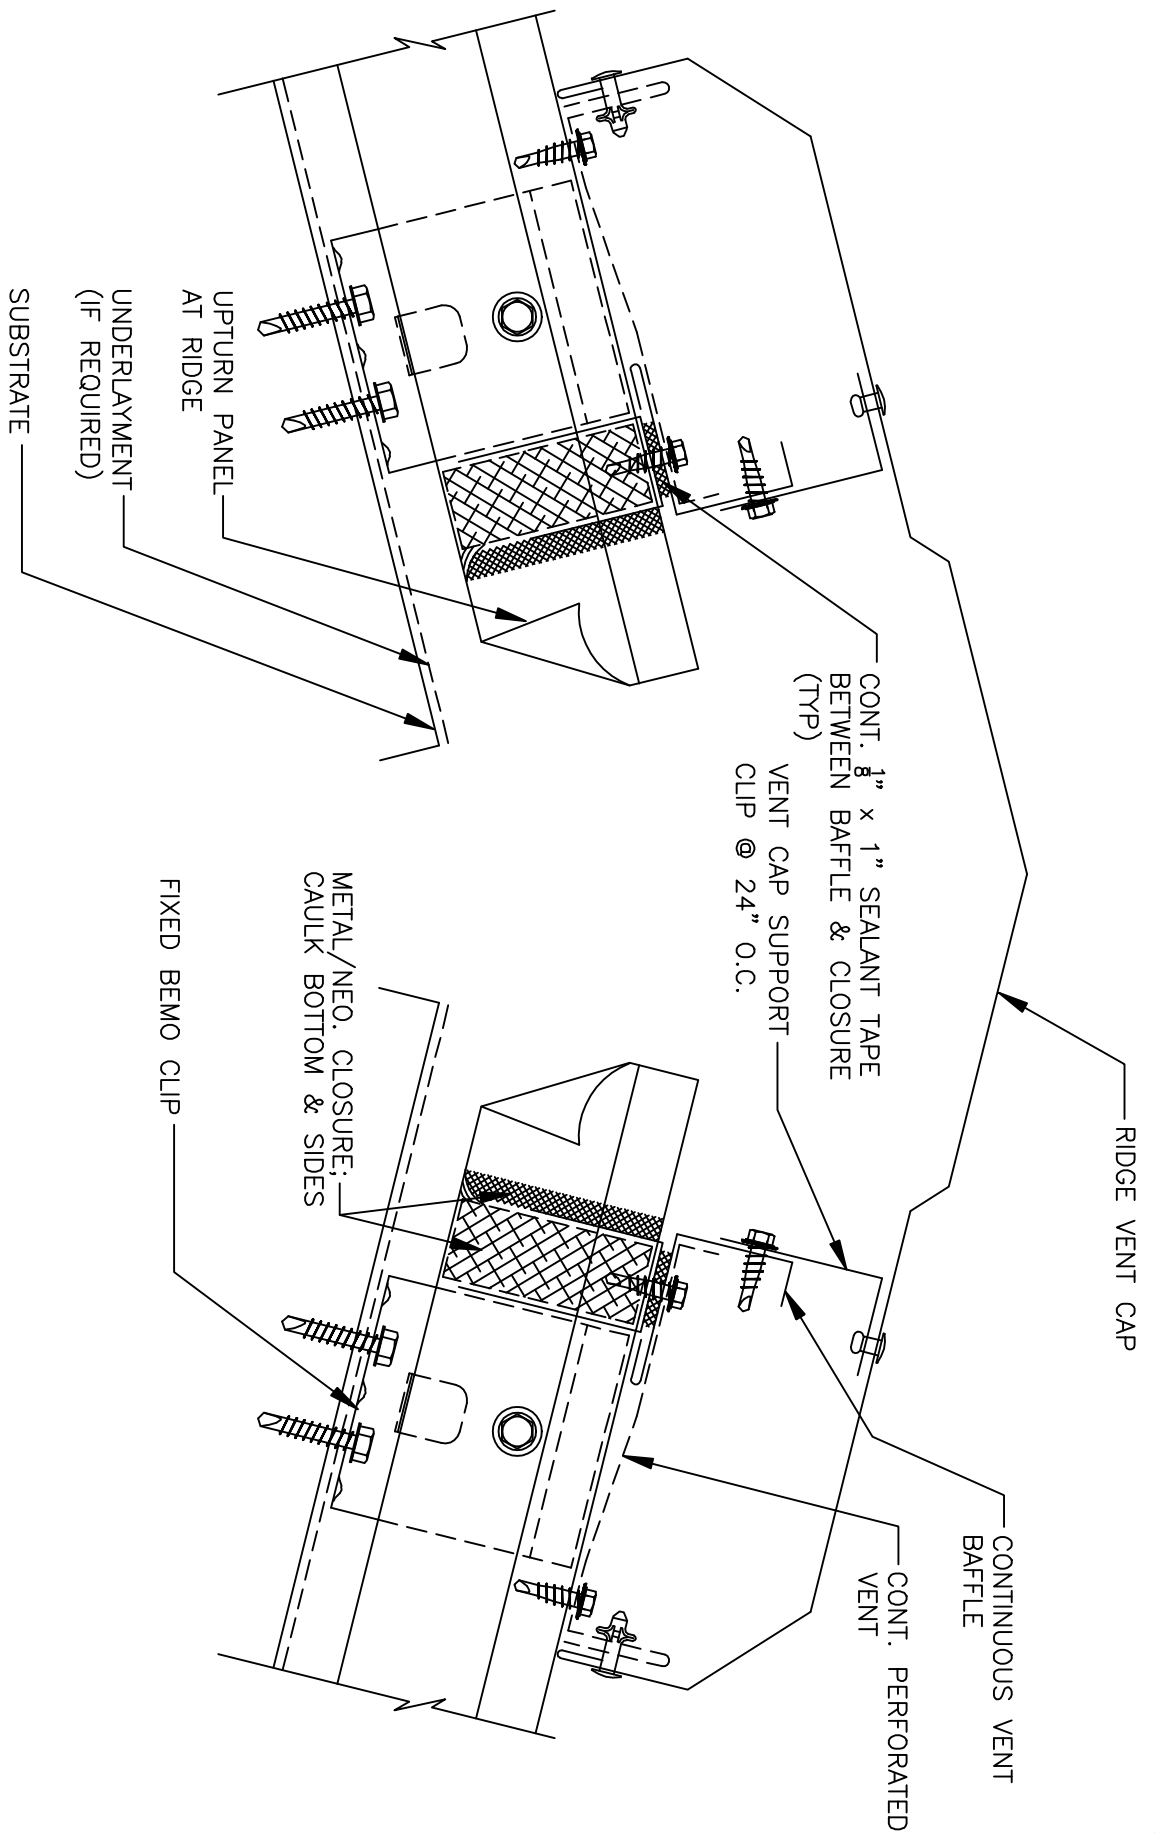 RIDGE VENT CAP
CONTINUOUS VENT
BAFFLE
CONT. PERFORATED
VENT
CONT. 1/8" x 1" SEALANT TAPE
BETWEEN BAFFLE & CLOSURE
(TYP)
VENT CAP SUPPORT
CLIP @ 24" O.C.
METAL/NEO. CLOSURE;
CAULK BOTTOM & SIDES
FIXED BEMO CLIP
UPTURN PANEL
AT RIDGE
UNDERLAYMENT
(IF REQUIRED)
SUBSTRATE